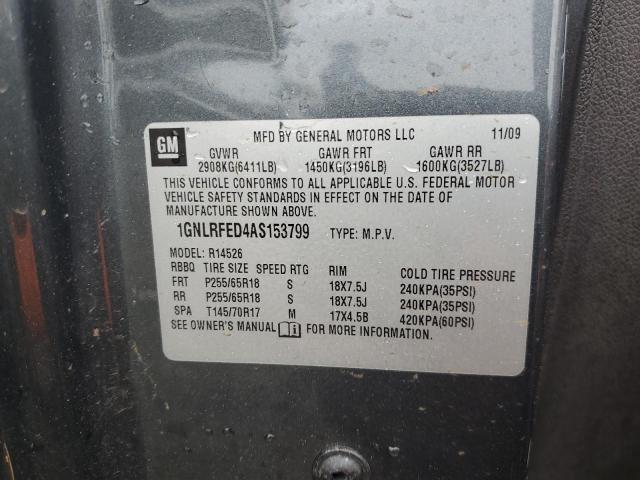 GM
MFD BY GENERAL MOTORS LLC 11/09
GVWR GAWR FRT GAWR RR
2908KG(6411LB) 1450KG(3196LB) 1600KG(3527LB)
THIS VEHICLE CONFORMS TO ALL APPLICABLE U.S. FEDERAL MOTOR
VEHICLE SAFETY STANDARDS IN EFFECT ON THE DATE OF
MANUFACTURE SHOWN ABOVE.
1GNLRFED4AS153799 TYPE: M.P.V.
MODEL: R14526
RBBQ TIRE SIZE SPEED RTG RIM COLD TIRE PRESSURE
FRT P255/65R18 S 18X7.5J 240KPA(35PSI)
RR P255/65R18 S 18X7.5J 240KPA(35PSI)
SPA T145/70R17 M 17X4.5B 420KPA(60PSI)
SEE OWNER'S MANUAL FOR MORE INFORMATION.